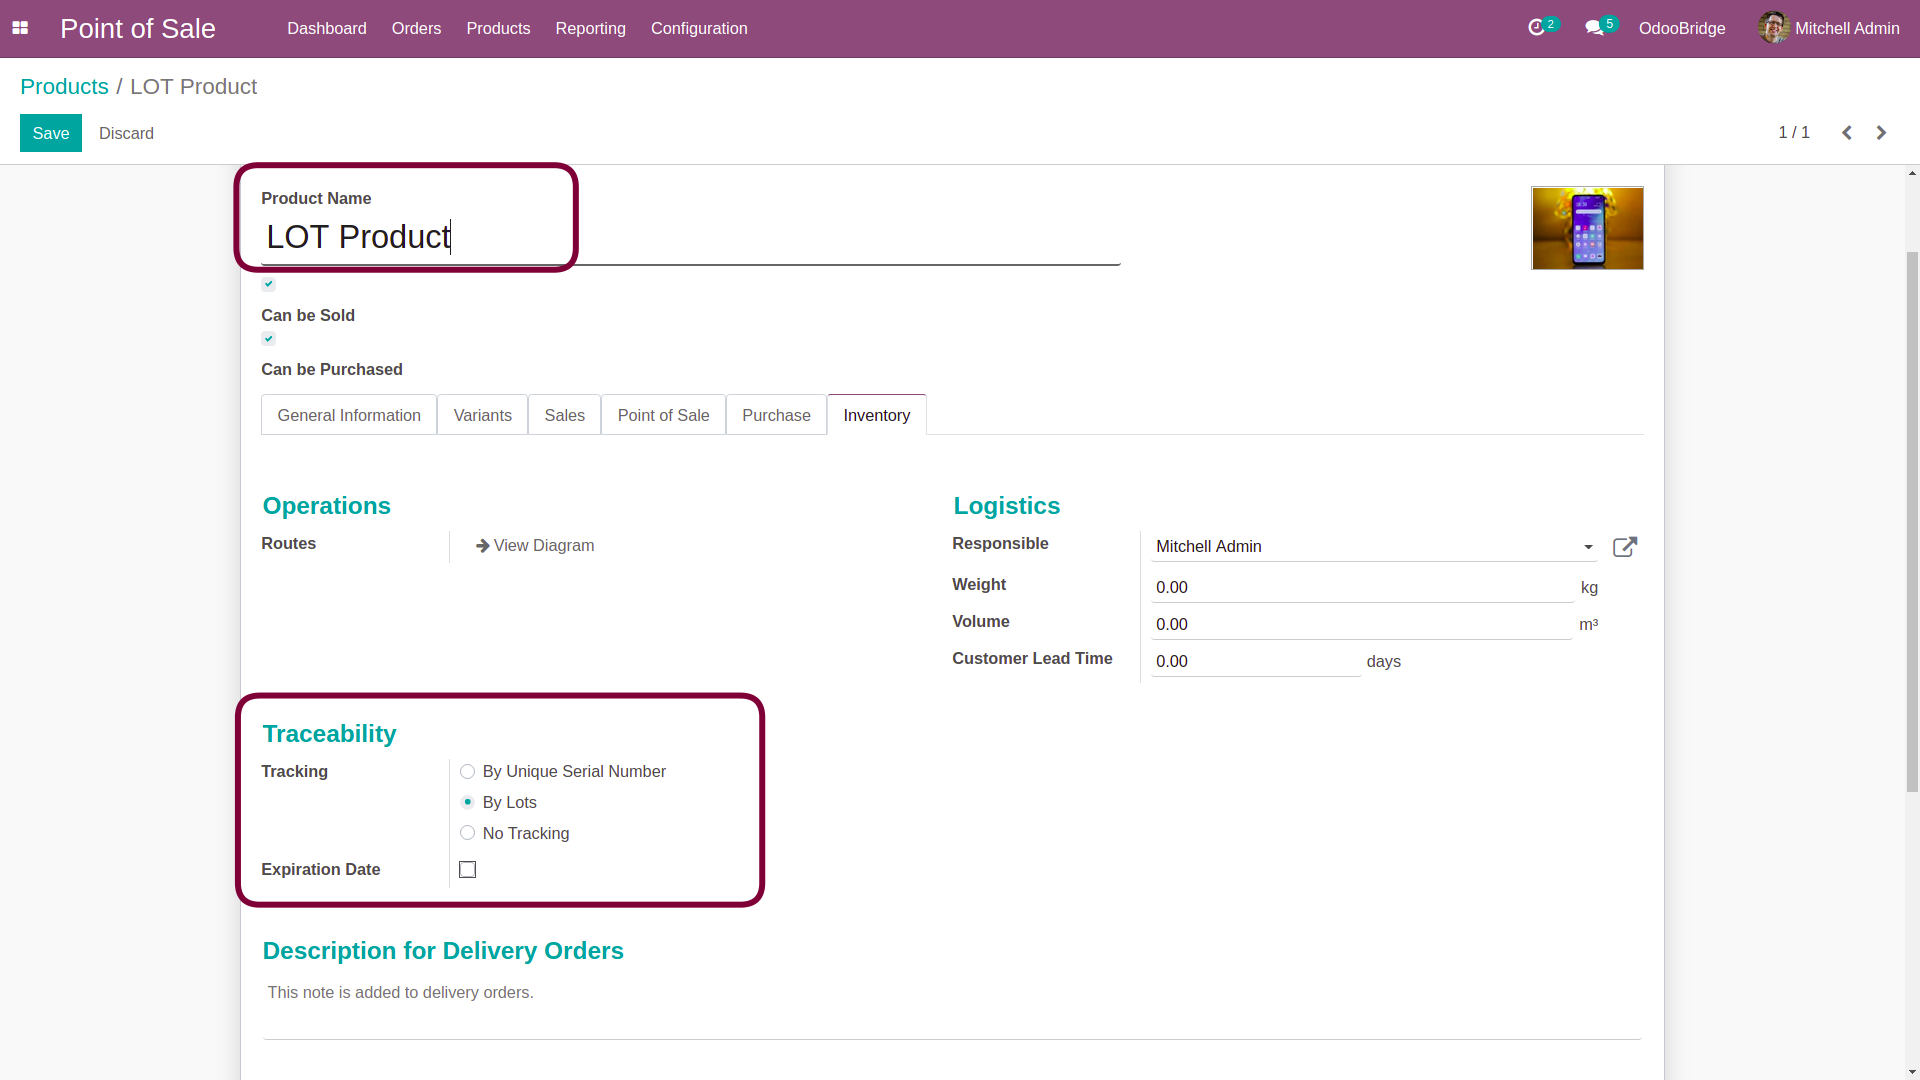 Point of Sale Dashboard Orders Products Reporting Configuration 2 5 OdooBridge Mitchell Admin
Products / LOT Product
Save Discard 1 / 1
Product Name
LOT Product
Can be Sold
Can be Purchased
General Information Variants Sales Point of Sale Purchase Inventory
Operations
Routes View Diagram
Logistics
Responsible Mitchell Admin
Weight 0.00 kg
Volume 0.00 m³
Customer Lead Time 0.00 days
Traceability
Tracking By Unique Serial Number
By Lots
No Tracking
Expiration Date
Description for Delivery Orders
This note is added to delivery orders.